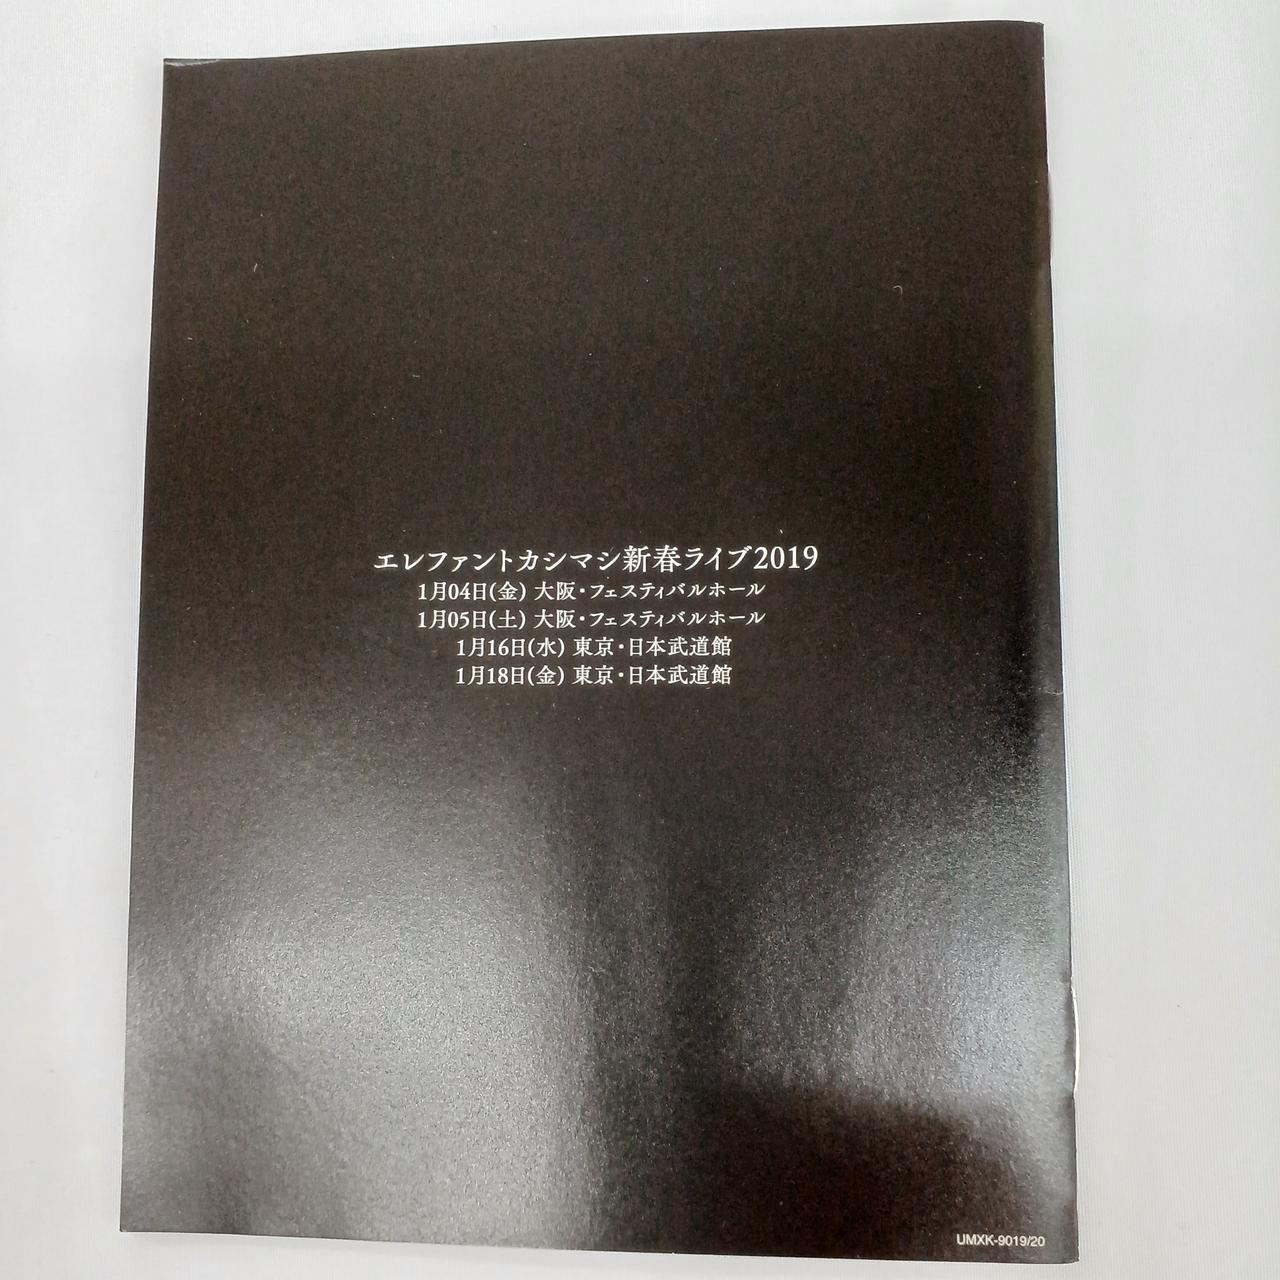 エレファントカシマシ新春ライブ2019
1月04日(金) 大阪・フェスティバルホール
1月05日(土) 大阪・フェスティバルホール
1月16日(水) 東京・日本武道館
1月18日(金) 東京・日本武道館
UMXK-9019/20